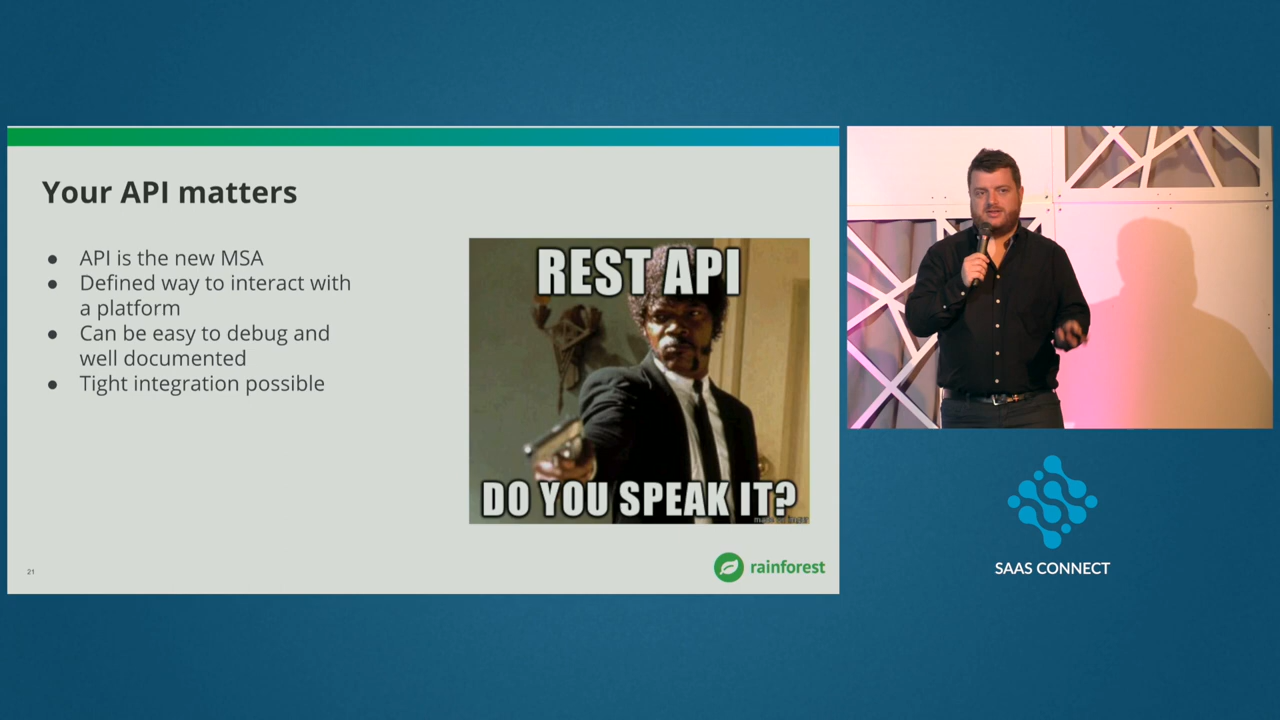 Your API matters
API is the new MSA
Defined way to interact with
a platform
Can be easy to debug and
well documented
Tight integration possible
REST API
DO YOU SPEAK IT?
21
rainforest
SAAS CONNECT